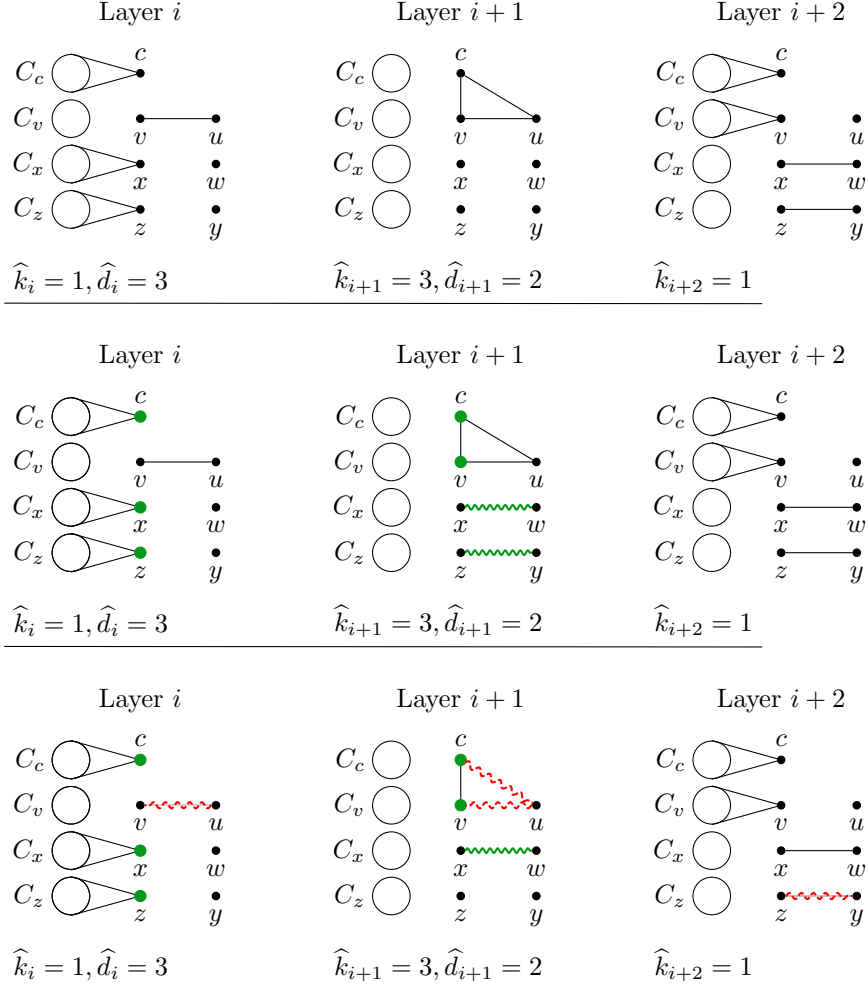 Layer i Layer i + 1 Layer i + 2
c c c
C_c C_c C_c
C_v C_v C_v
v u v u v u
C_x C_x C_x
x w x w x w
C_z C_z C_z
z y z y z y
k̂_i = 1, d̂_i = 3 k̂_{i+1} = 3, d̂_{i+1} = 2 k̂_{i+2} = 1
Layer i Layer i + 1 Layer i + 2
c c c
C_c C_c C_c
C_v C_v C_v
v u v u v u
C_x C_x C_x
x w x w x w
C_z C_z C_z
z y z y z y
k̂_i = 1, d̂_i = 3 k̂_{i+1} = 3, d̂_{i+1} = 2 k̂_{i+2} = 1
Layer i Layer i + 1 Layer i + 2
c c c
C_c C_c C_c
C_v C_v C_v
v u v u v u
C_x C_x C_x
x w x w x w
C_z C_z C_z
z y z y z y
k̂_i = 1, d̂_i = 3 k̂_{i+1} = 3, d̂_{i+1} = 2 k̂_{i+2} = 1